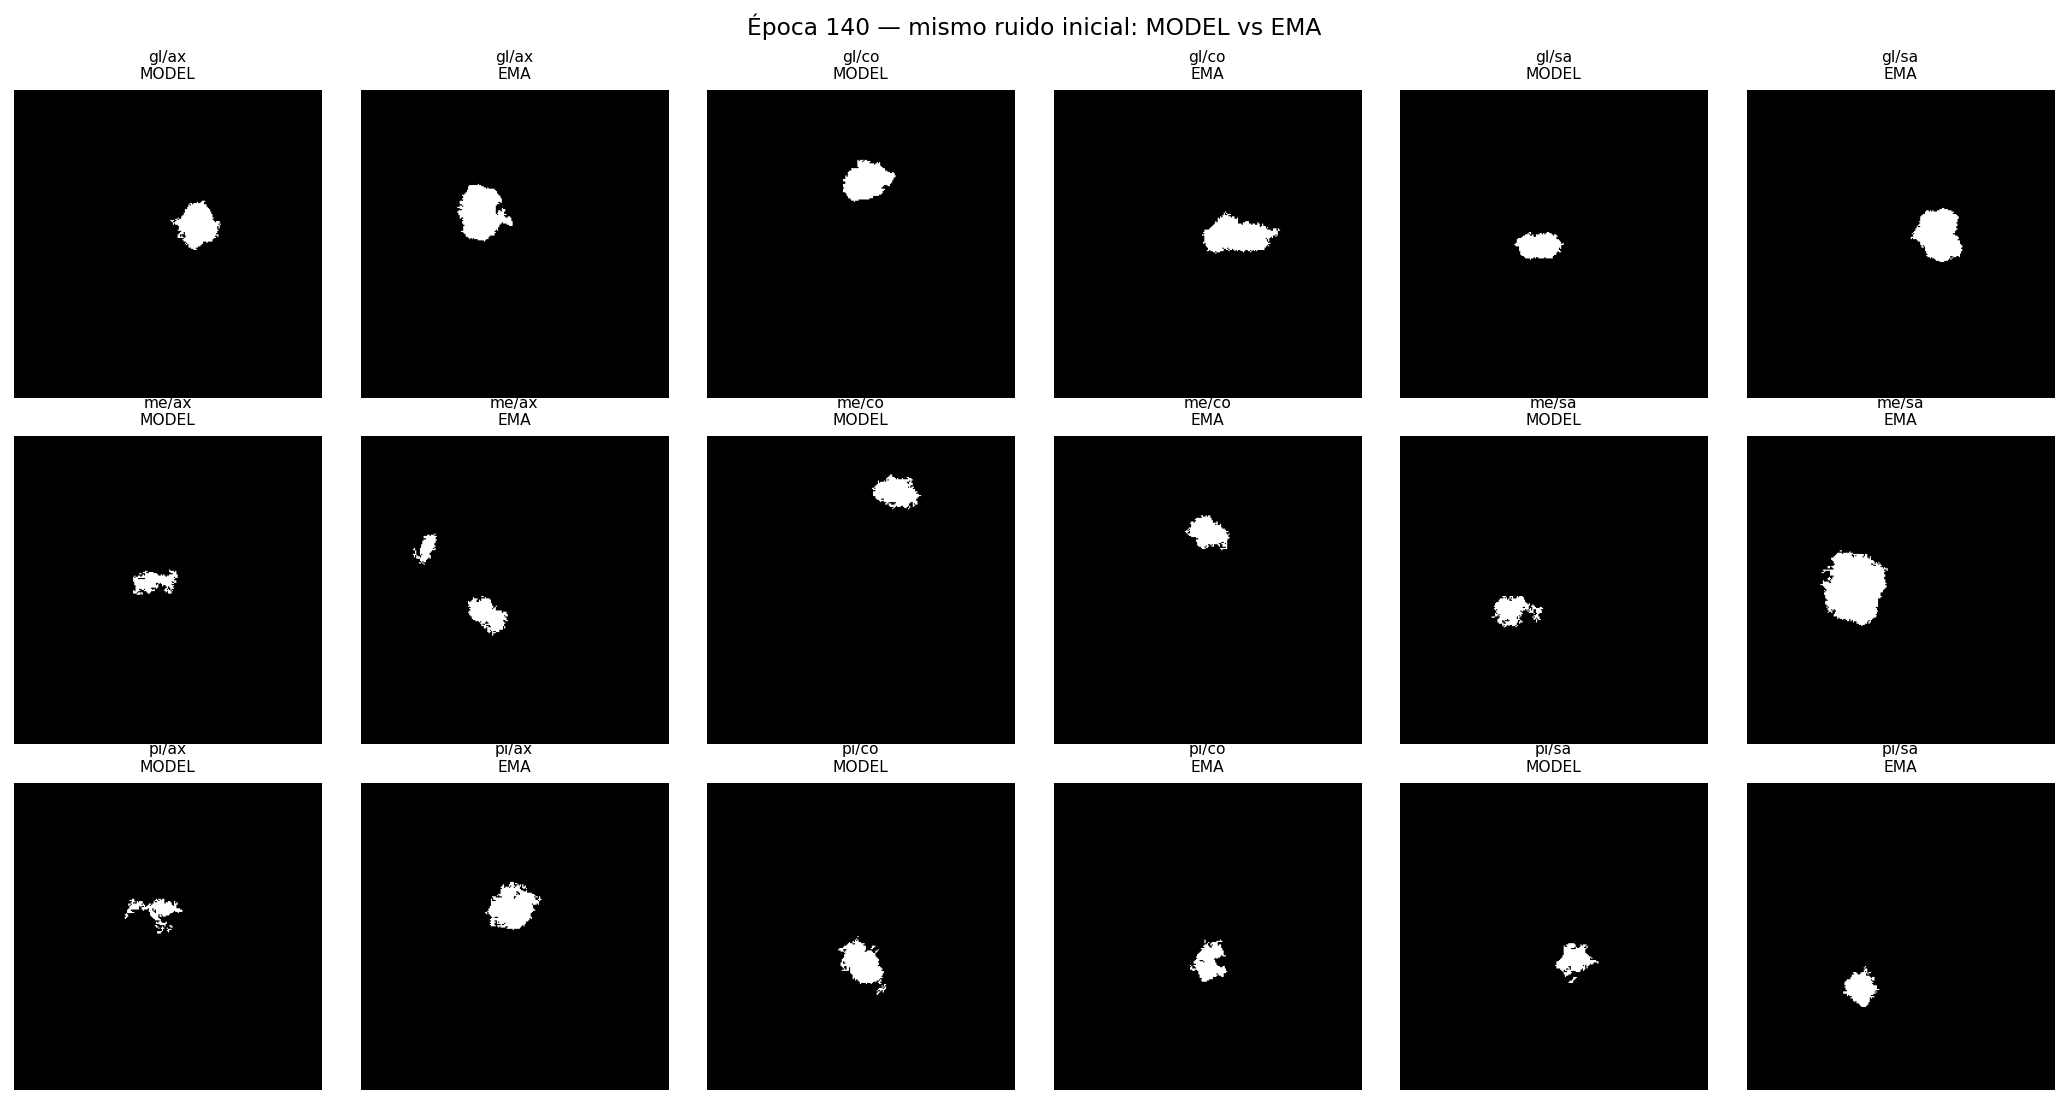 Época 140 — mismo ruido inicial: MODEL vs EMA
gl/ax
MODEL
gl/ax
EMA
gl/co
MODEL
gl/co
EMA
gl/sa
MODEL
gl/sa
EMA
me/ax
MODEL
me/ax
EMA
me/co
MODEL
me/co
EMA
me/sa
MODEL
me/sa
EMA
pi/ax
MODEL
pi/ax
EMA
pi/co
MODEL
pi/co
EMA
pi/sa
MODEL
pi/sa
EMA